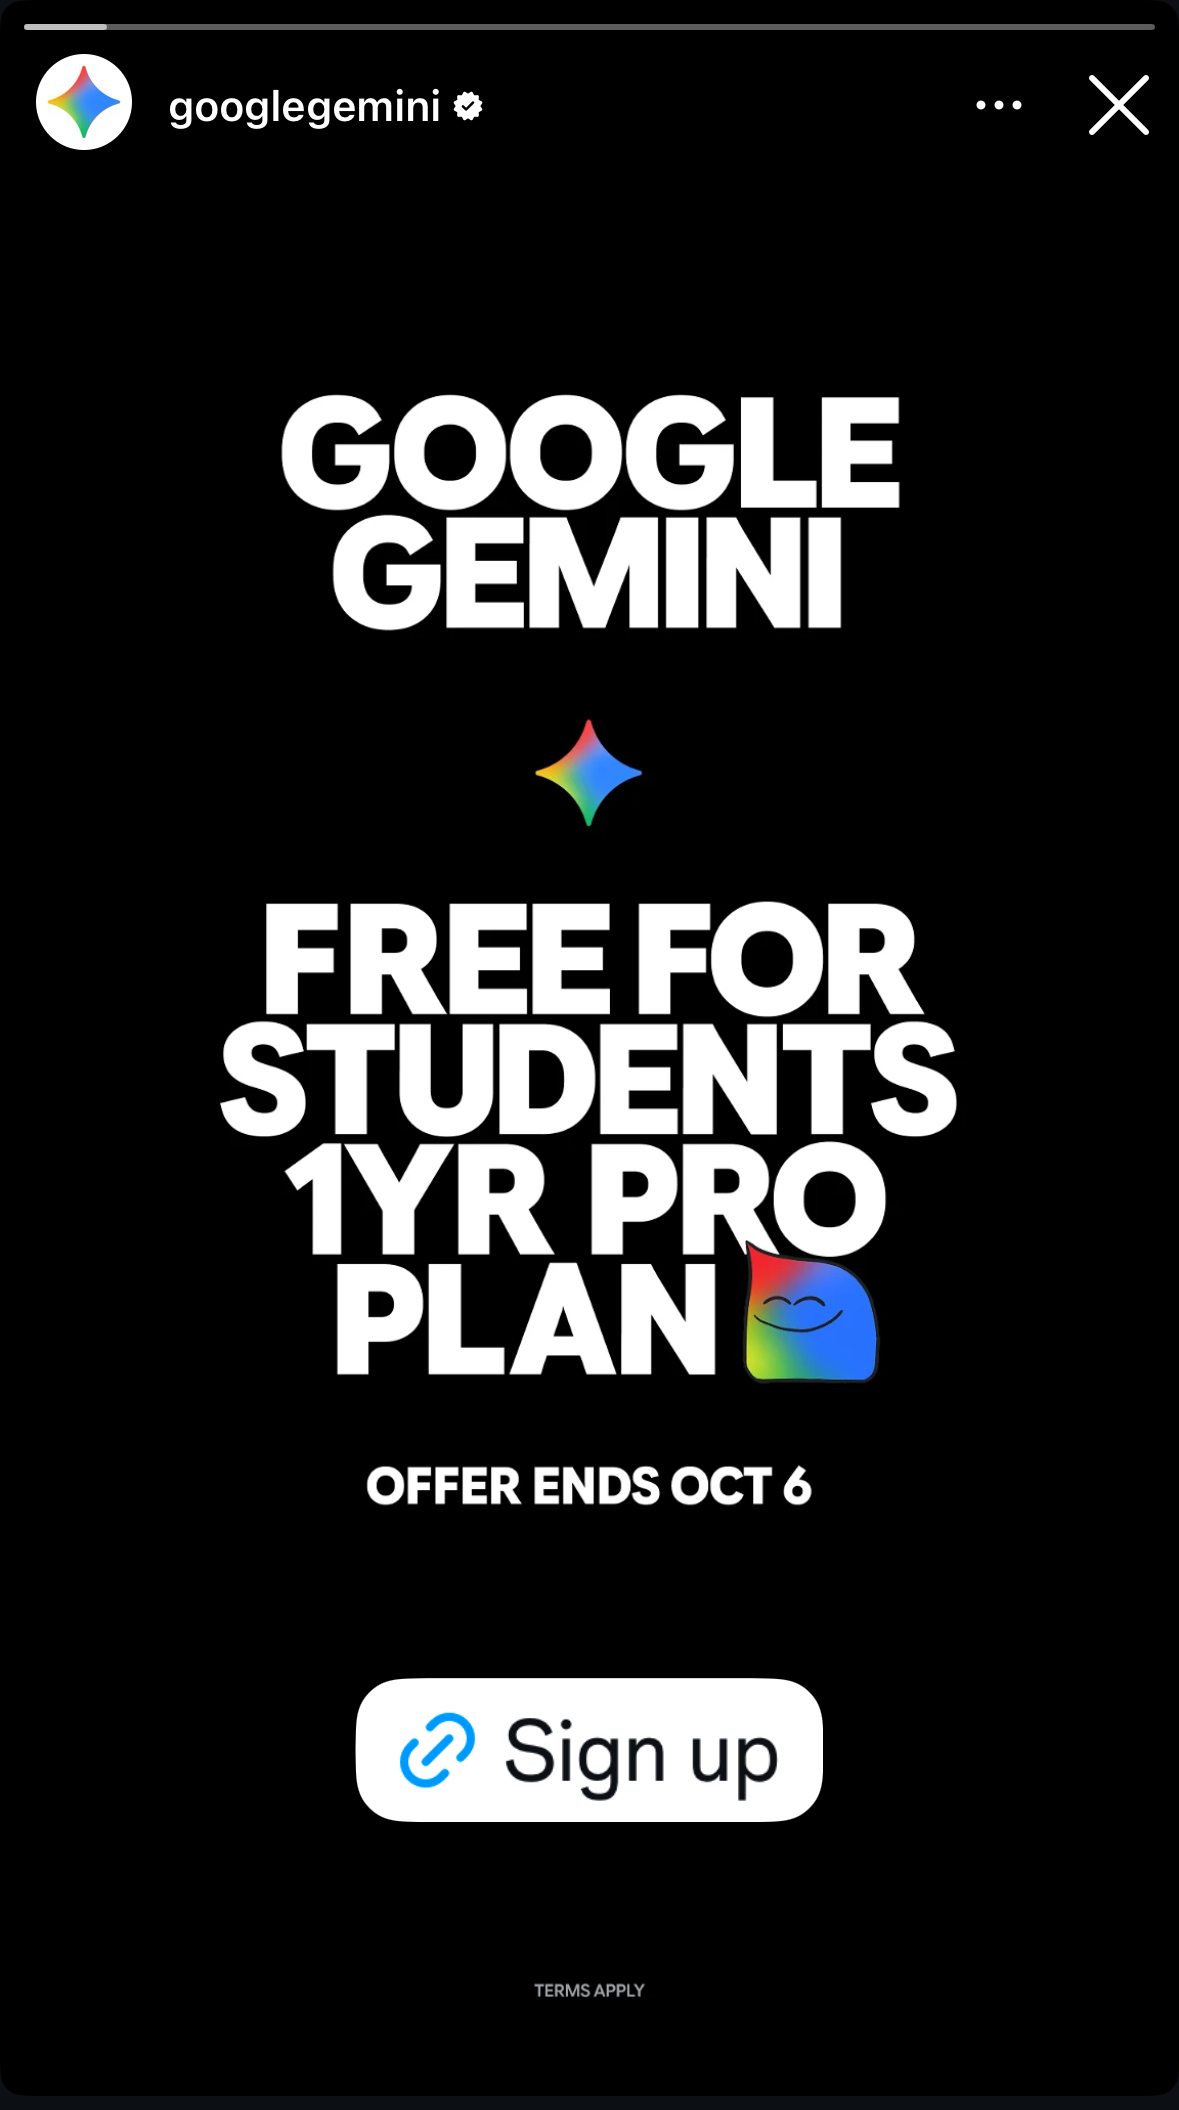 googlegemini
GOOGLE
GEMINI
FREE FOR
STUDENTS
1YR PRO
PLAN
OFFER ENDS OCT 6
Sign up
TERMS APPLY